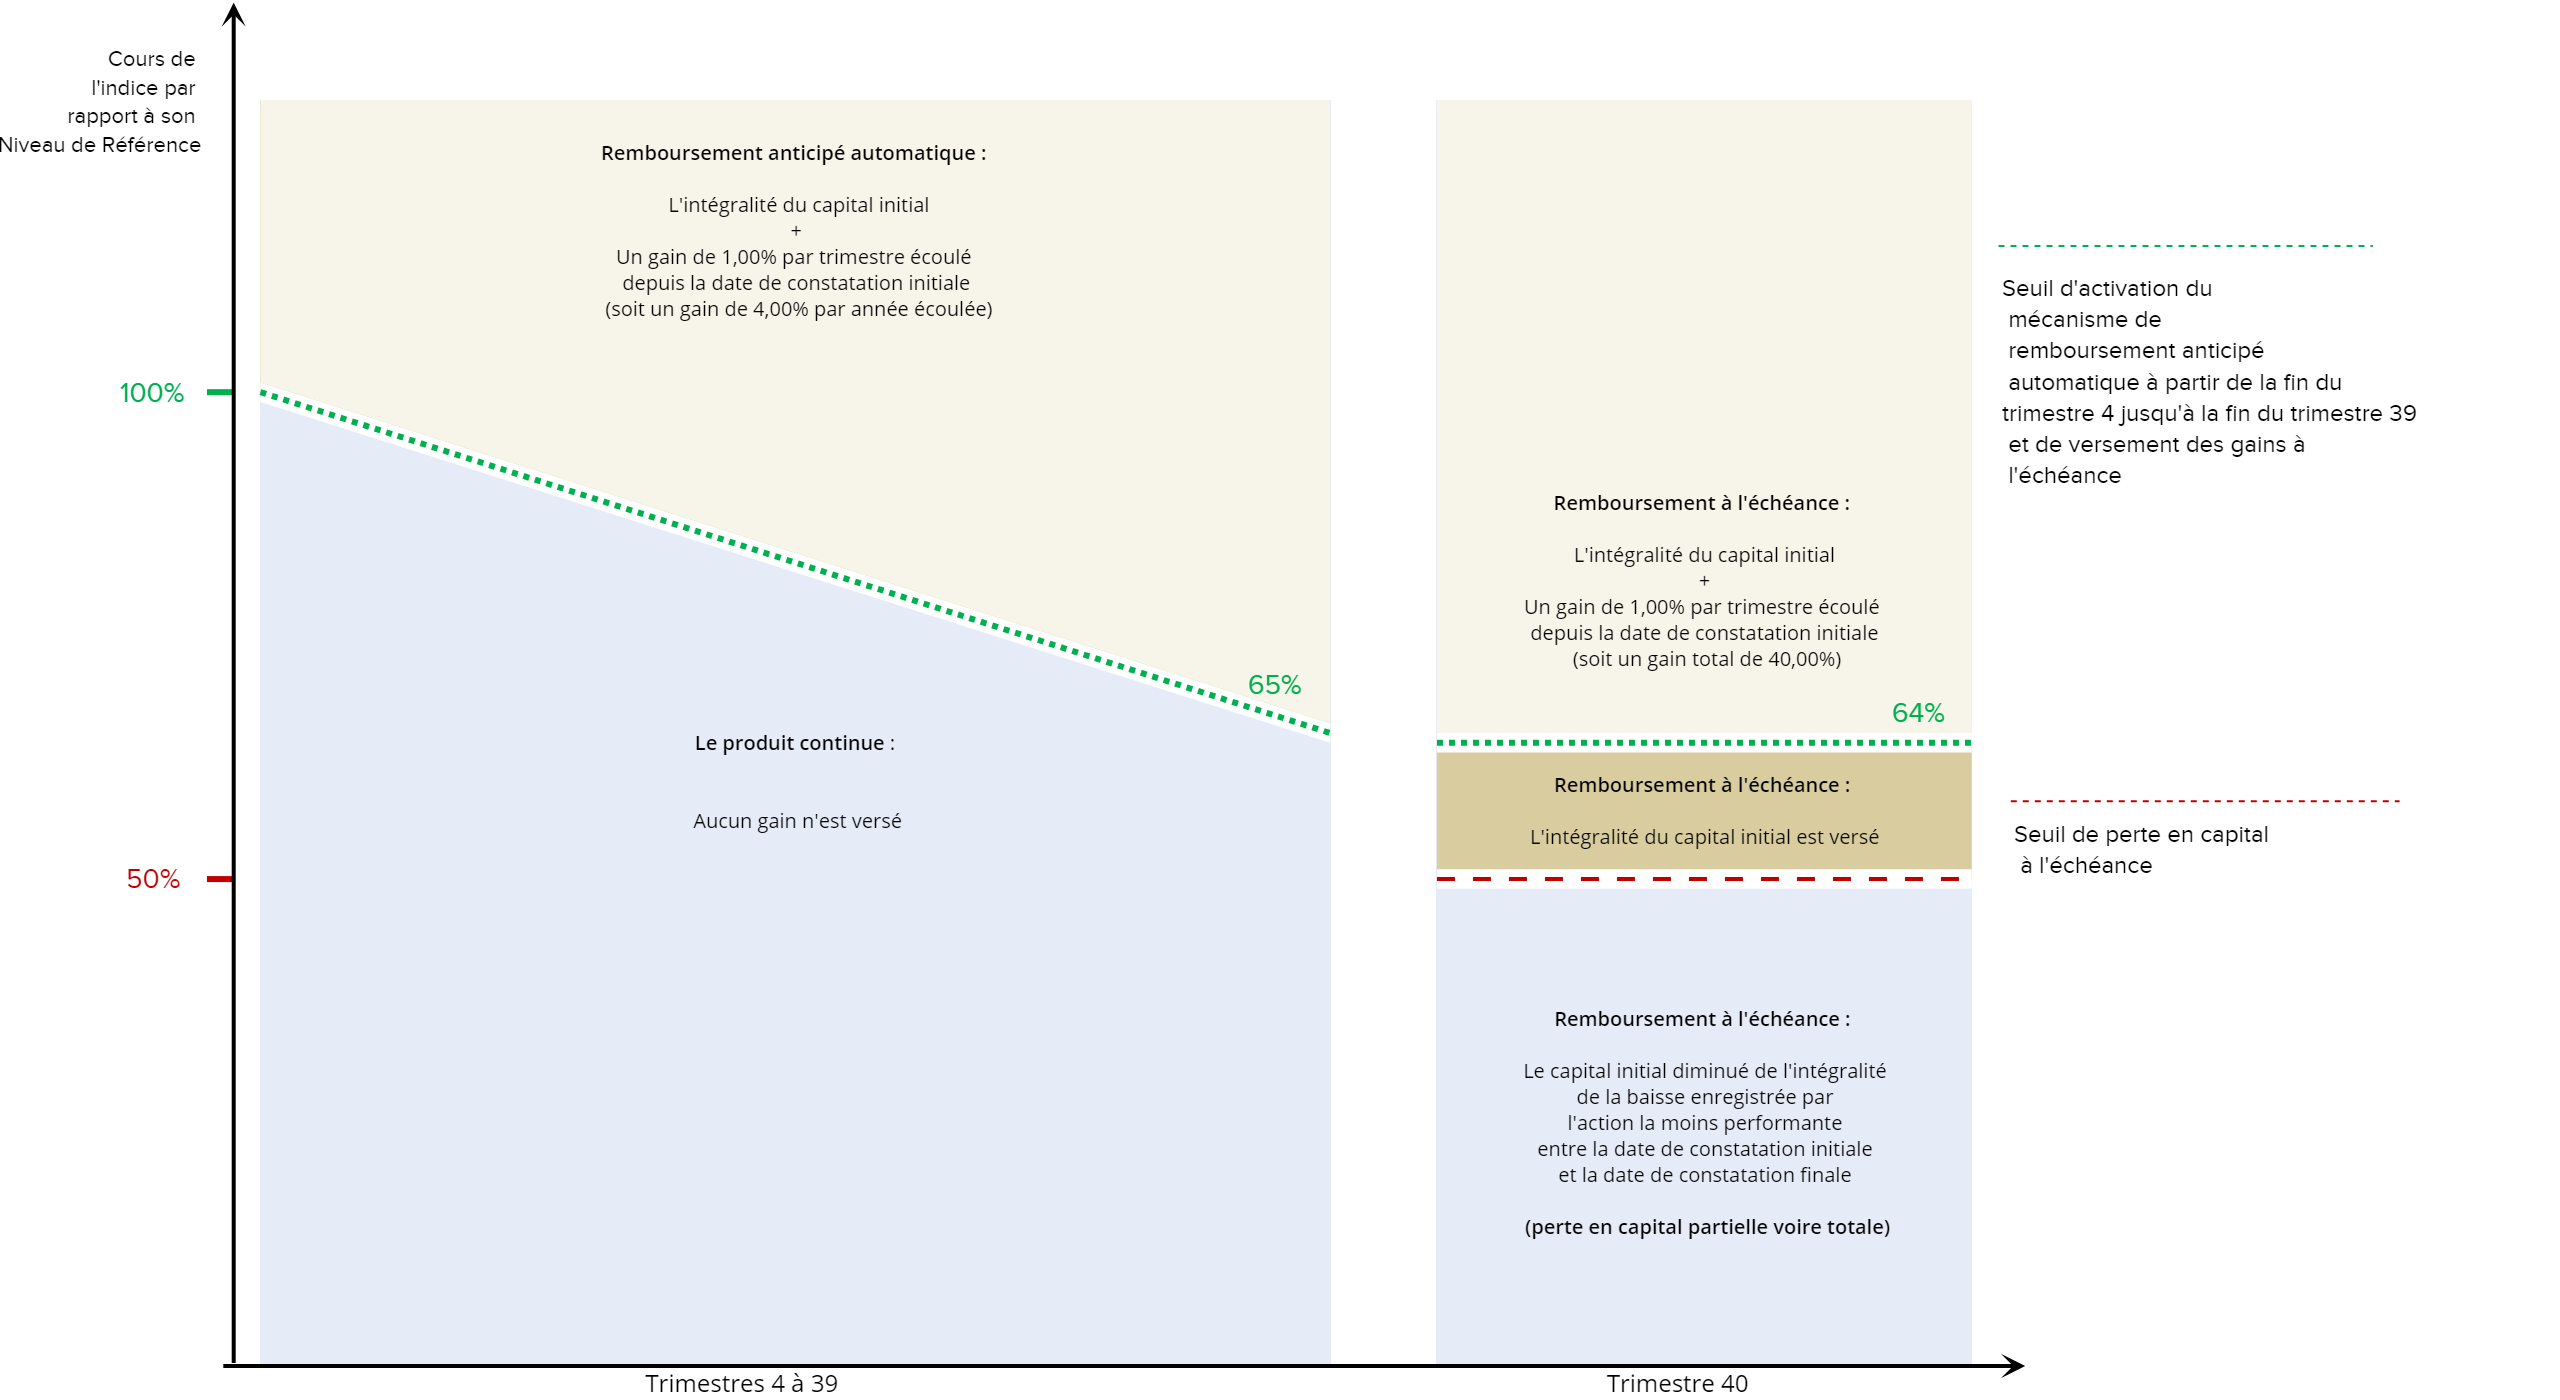 Cours de
l'indice par
rapport à son
Niveau de Référence
100%
50%
Remboursement anticipé automatique :
L'intégralité du capital initial
+
Un gain de 1,00% par trimestre écoulé
depuis la date de constatation initiale
(soit un gain de 4,00% par année écoulée)
65%
Le produit continue :
Aucun gain n'est versé
Trimestres 4 à 39
Remboursement à l'échéance :
L'intégralité du capital initial
+
Un gain de 1,00% par trimestre écoulé
depuis la date de constatation initiale
(soit un gain total de 40,00%)
64%
Remboursement à l'échéance :
L'intégralité du capital initial est versé
Remboursement à l'échéance :
Le capital initial diminué de l'intégralité
de la baisse enregistrée par
l'action la moins performante
entre la date de constatation initiale
et la date de constatation finale
(perte en capital partielle voire totale)
Trimestre 40
Seuil d'activation du
mécanisme de
remboursement anticipé
automatique à partir de la fin du
trimestre 4 jusqu'à la fin du trimestre 39
et de versement des gains à
l'échéance
Seuil de perte en capital
à l'échéance